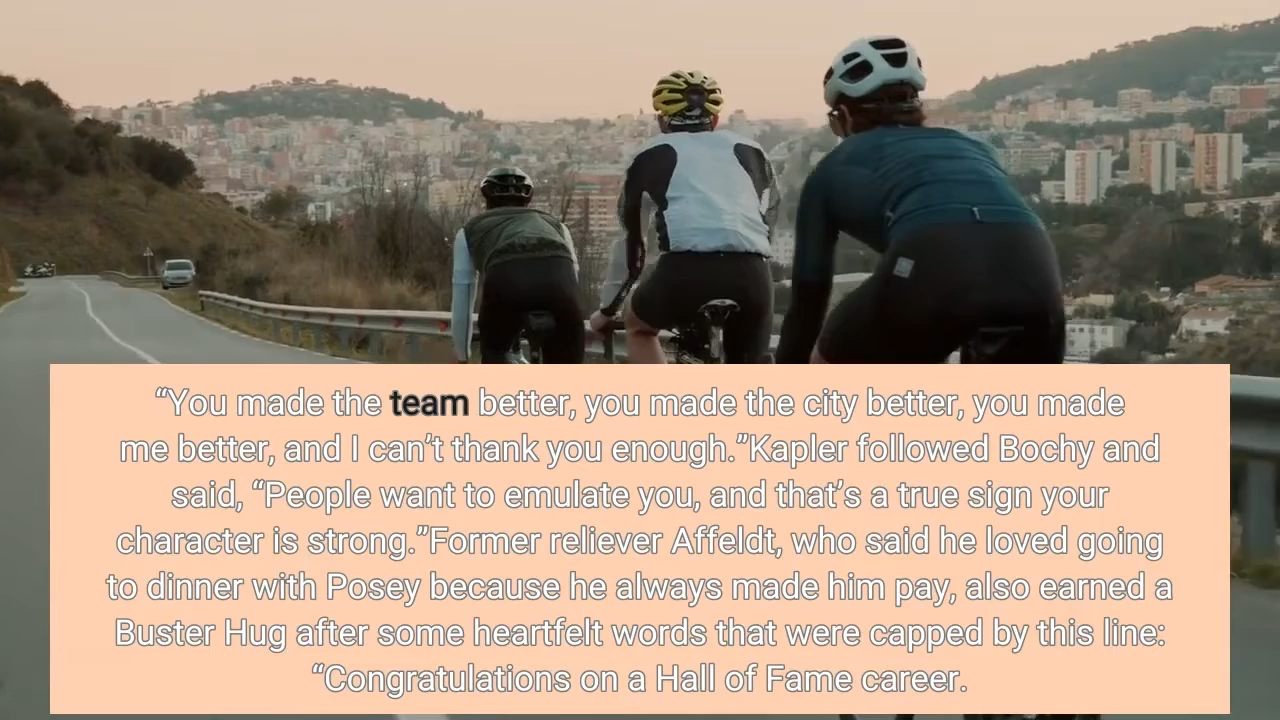 “You made the team better, you made the city better, you made
me better, and I can’t thank you enough.”Kapler followed Bochy and
said, “People want to emulate you, and that’s a true sign your
character is strong.”Former reliever Affeldt, who said he loved going
to dinner with Posey because he always made him pay, also earned a
Buster Hug after some heartfelt words that were capped by this line:
“Congratulations on a Hall of Fame career.